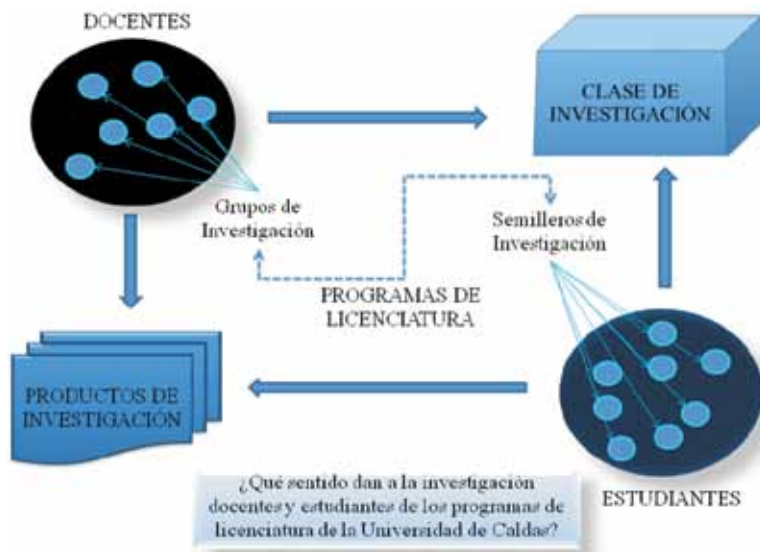 DOCENTES
CLASE DE
INVESTIGACIÓN
Grupos de
Investigación
Semilleros de
Investigación
PROGRAMAS DE
LICENCIATURA
PRODUCTOS DE
INVESTIGACIÓN
ESTUDIANTES
¿Qué sentido dan a la investigación
docentes y estudiantes de los programas de
licenciatura de la Universidad de Caldas?